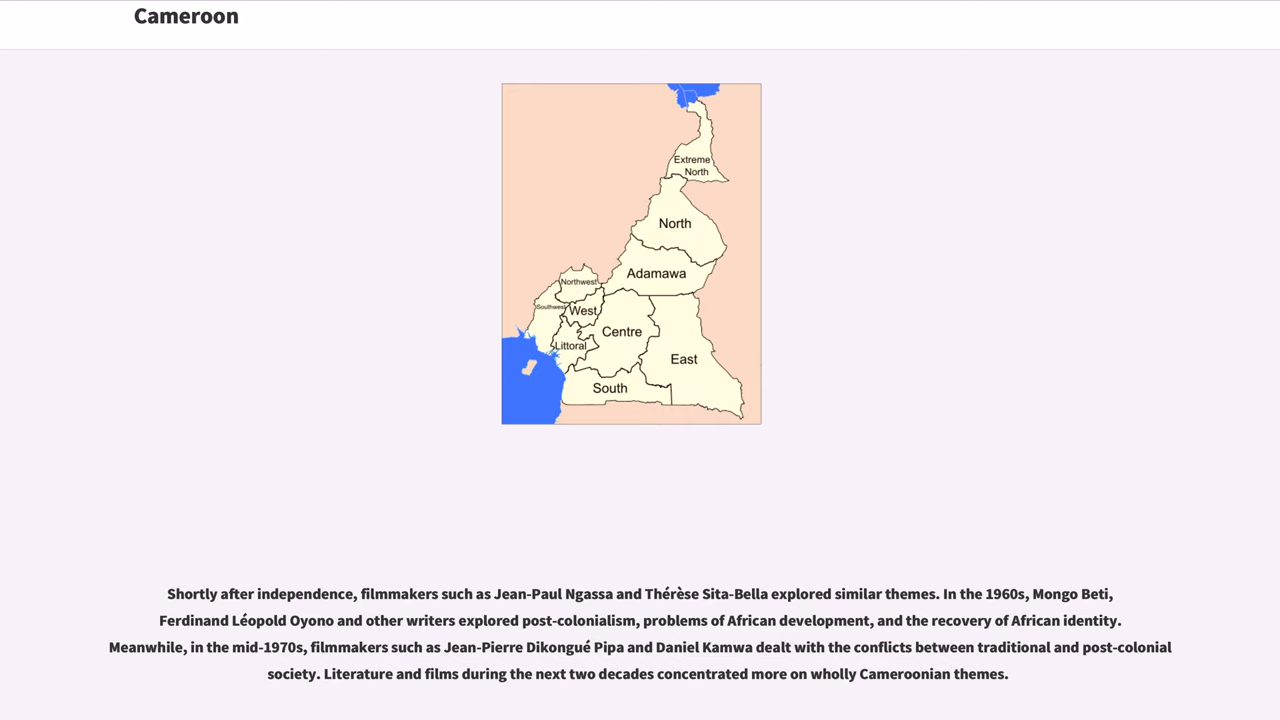 Cameroon
Extreme
North
North
Adamawa
Northwest
Southwest
West
Centre
Littoral
East
South
Shortly after independence, filmmakers such as Jean-Paul Ngassa and Thérèse Sita-Bella explored similar themes. In the 1960s, Mongo Beti,
Ferdinand Léopold Oyono and other writers explored post-colonialism, problems of African development, and the recovery of African identity.
Meanwhile, in the mid-1970s, filmmakers such as Jean-Pierre Dikongué Pipa and Daniel Kamwa dealt with the conflicts between traditional and post-colonial
society. Literature and films during the next two decades concentrated more on wholly Cameroonian themes.